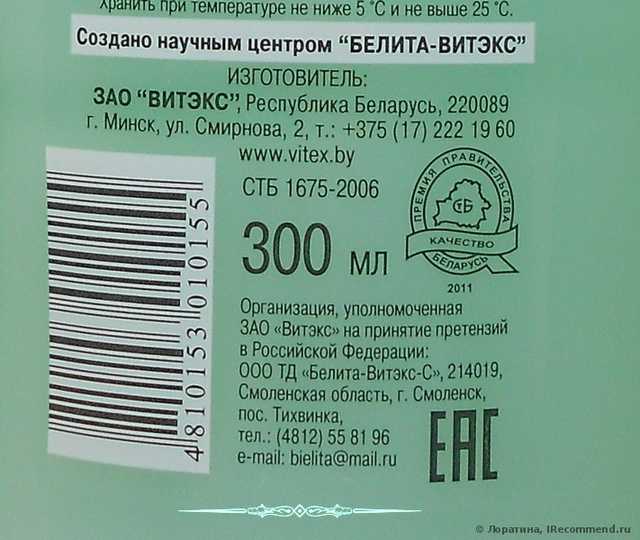 Хранить при температуре не ниже 5 °С и не выше 25 °С.
Создано научным центром “БЕЛИТА-ВИТЭКС”
ИЗГОТОВИТЕЛЬ:
ЗАО “ВИТЭКС”, Республика Беларусь, 220089
г. Минск, ул. Смирнова, 2, т.: +375 (17) 222 19 60
www.vitex.by
СТБ 1675-2006
300 мл
ПРЕМИЯ ПРАВИТЕЛЬСТВА
СБ
КАЧЕСТВО
БЕЛАРУСЬ
2011
4810153010155
Организация, уполномоченная
ЗАО «Витэкс» на принятие претензий
в Российской Федерации:
ООО ТД «Белита-Витэкс-С», 214019,
Смоленская область, г. Смоленск,
пос. Тихвинка,
тел.: (4812) 55 81 96
e-mail: bielita@mail.ru
ЕАС
© Лоратина, IRecommend.ru